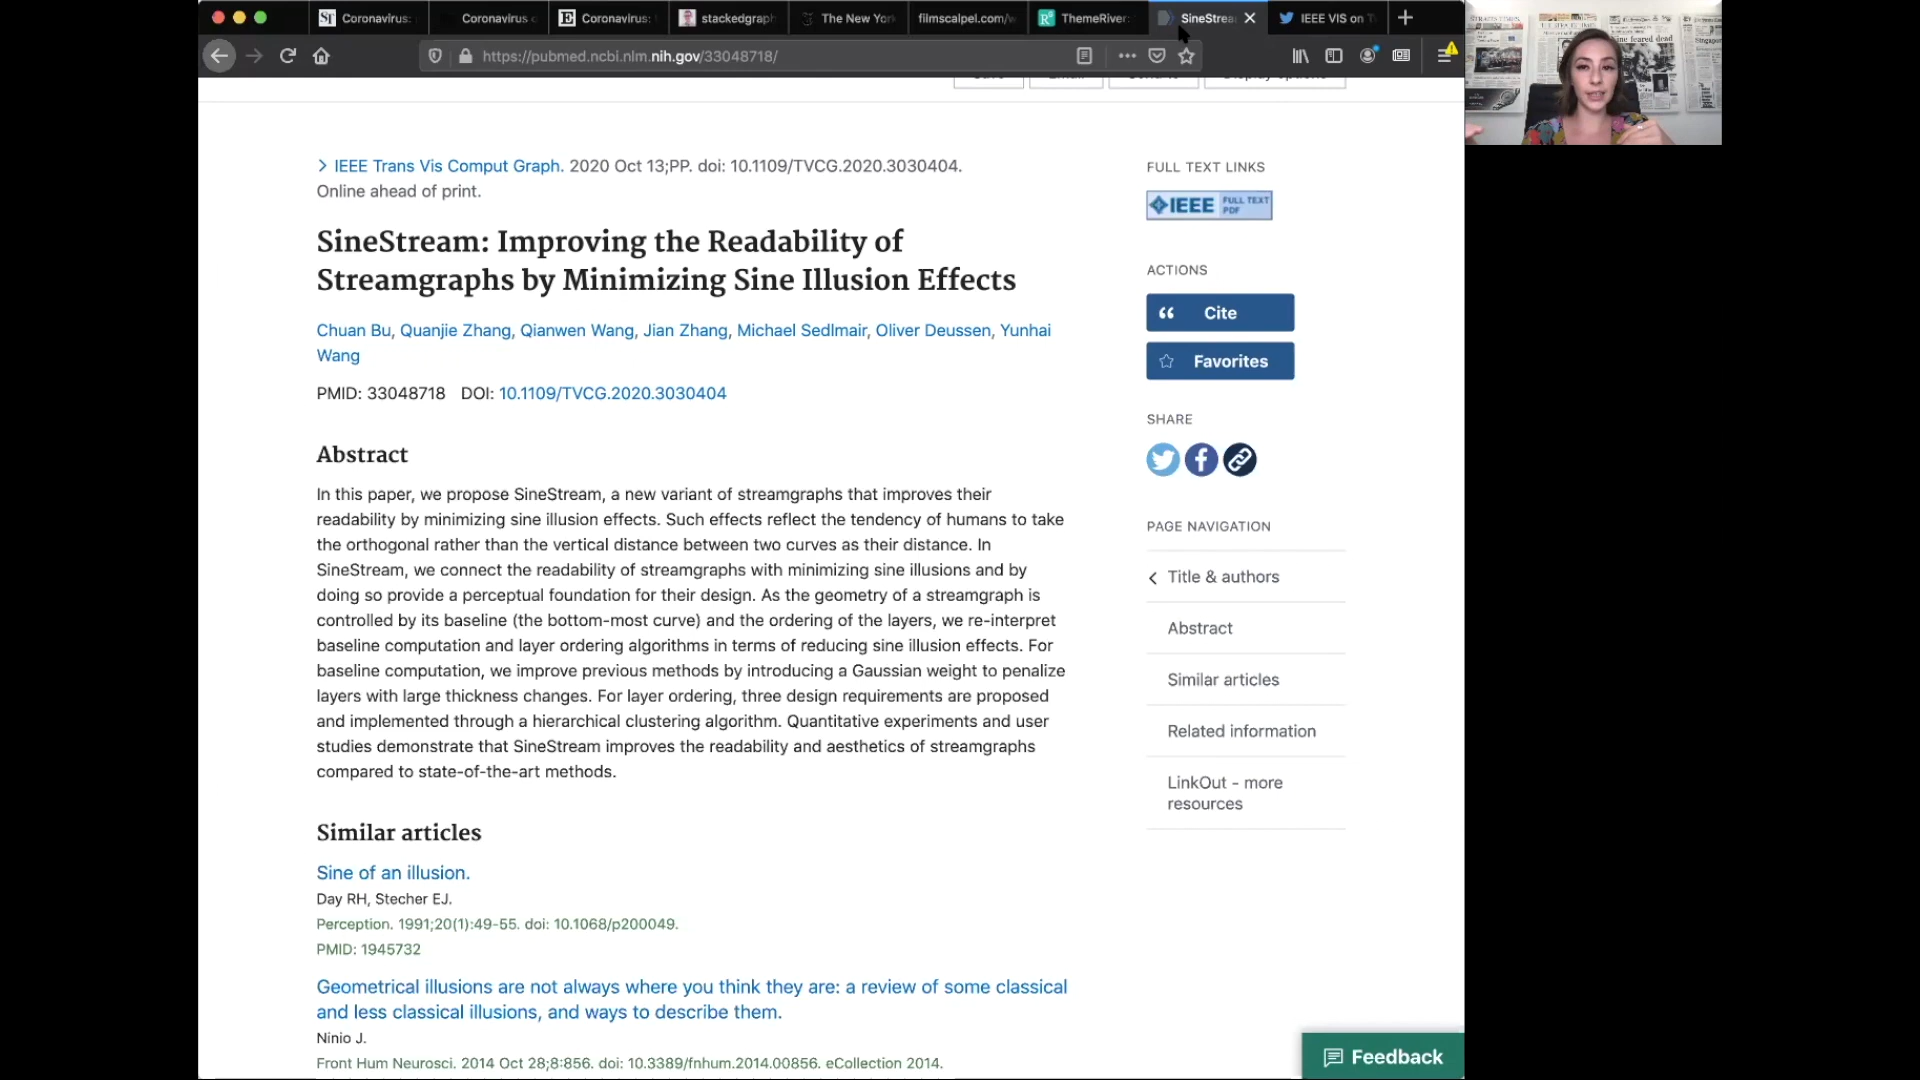 Coronavirus:
Coronavirus
Coronavirus:
stackedgraph
The New Yor
filmscalpel.com/w
ThemeRiver:
SineStrea
IEEE VIS on T
https://pubmed.ncbi.nlm.nih.gov/33048718/
IEEE Trans Vis Comput Graph. 2020 Oct 13;PP. doi: 10.1109/TVCG.2020.3030404.
Online ahead of print.
SineStream: Improving the Readability of
Streamgraphs by Minimizing Sine Illusion Effects
Chuan Bu, Quanjie Zhang, Qianwen Wang, Jian Zhang, Michael Sedlmair, Oliver Deussen, Yunhai
Wang
PMID: 33048718 DOI: 10.1109/TVCG.2020.3030404
Abstract
In this paper, we propose SineStream, a new variant of streamgraphs that improves their
readability by minimizing sine illusion effects. Such effects reflect the tendency of humans to take
the orthogonal rather than the vertical distance between two curves as their distance. In
SineStream, we connect the readability of streamgraphs with minimizing sine illusions and by
doing so provide a perceptual foundation for their design. As the geometry of a streamgraph is
controlled by its baseline (the bottom-most curve) and the ordering of the layers, we re-interpret
baseline computation and layer ordering algorithms in terms of reducing sine illusion effects. For
baseline computation, we improve previous methods by introducing a Gaussian weight to penalize
layers with large thickness changes. For layer ordering, three design requirements are proposed
and implemented through a hierarchical clustering algorithm. Quantitative experiments and user
studies demonstrate that SineStream improves the readability and aesthetics of streamgraphs
compared to state-of-the-art methods.
Similar articles
Sine of an illusion.
Day RH, Stecher EJ.
Perception. 1991;20(1):49-55. doi: 10.1068/p200049.
PMID: 1945732
Geometrical illusions are not always where you think they are: a review of some classical
and less classical illusions, and ways to describe them.
Ninio J.
Front Hum Neurosci. 2014 Oct 28;8:856. doi: 10.3389/fnhum.2014.00856. eCollection 2014.
FULL TEXT LINKS
IEEE FULL TEXT
PDF
ACTIONS
Cite
Favorites
SHARE
PAGE NAVIGATION
Title & authors
Abstract
Similar articles
Related information
LinkOut - more
resources
Feedback